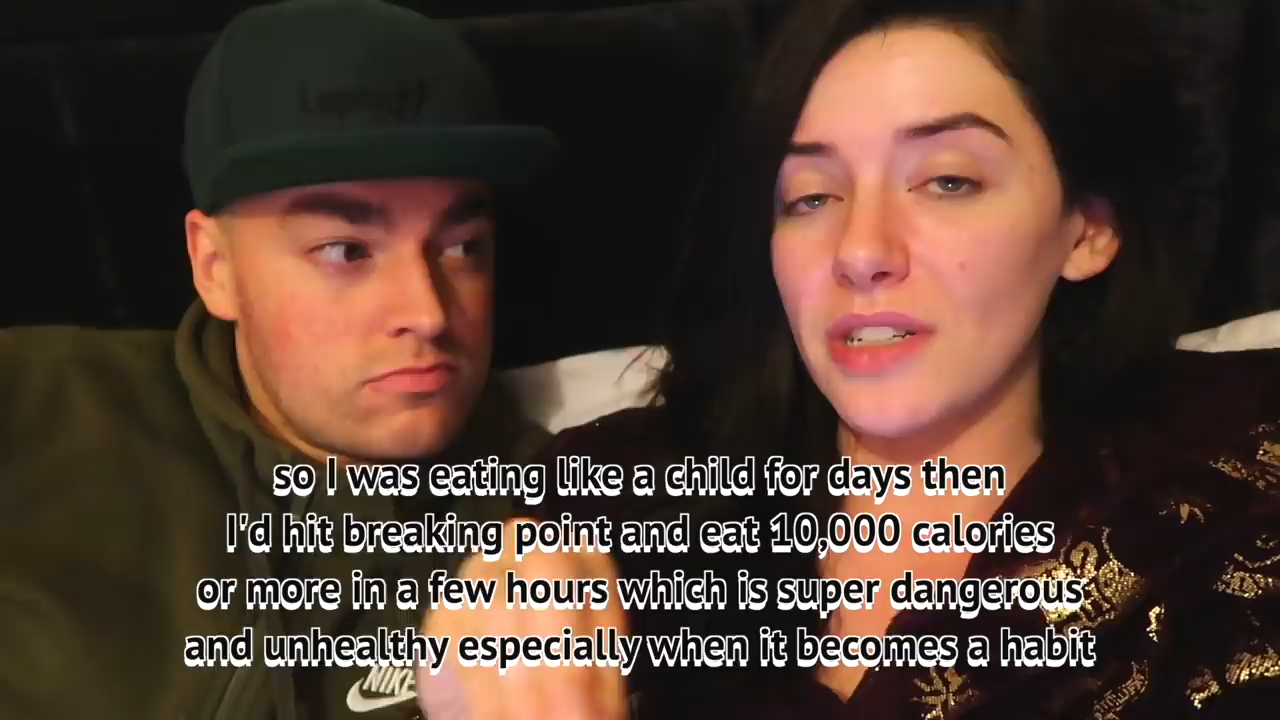 so I was eating like a child for days then
I'd hit breaking point and eat 10,000 calories
or more in a few hours which is super dangerous
and unhealthy especially when it becomes a habit
NIKE